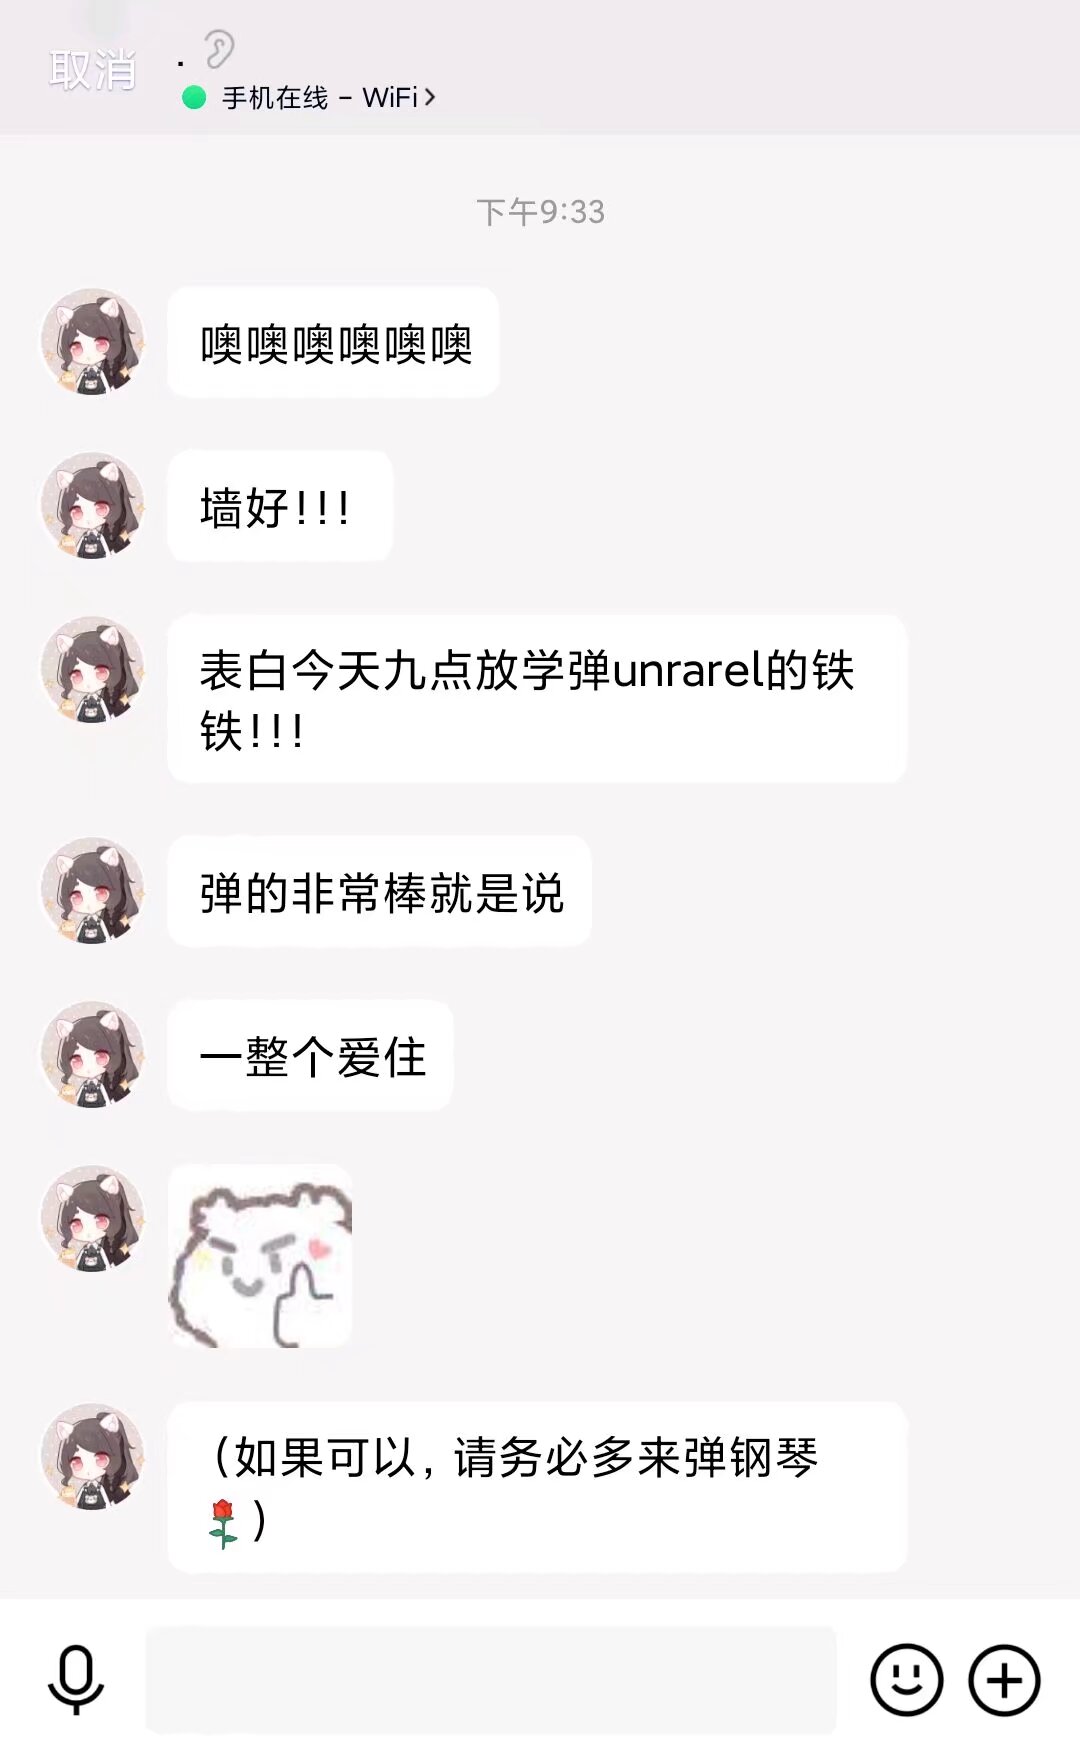 取消
.
手机在线 – WiFi
下午9:33
噢噢噢噢噢噢
墙好!!!
表白今天九点放学弹unrarel的铁
铁!!!
弹的非常棒就是说
一整个爱住
（如果可以，请务必多来弹钢琴
🌹）